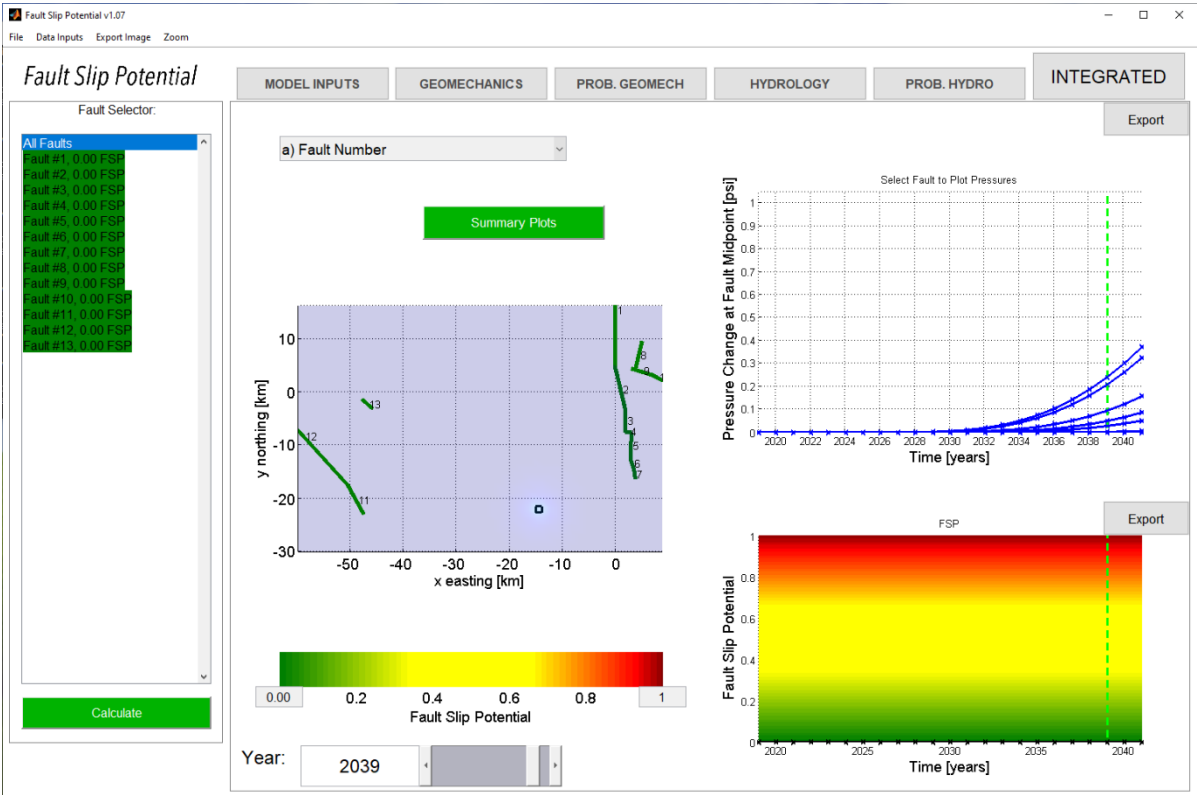 Fault Slip Potential v1.07
File Data Inputs Export Image Zoom
Fault Slip Potential
MODEL INPUTS GEOMECHANICS PROB. GEOMECH HYDROLOGY PROB. HYDRO INTEGRATED
Fault Selector:
All Faults
Fault #1, 0.00 FSP
Fault #2, 0.00 FSP
Fault #3, 0.00 FSP
Fault #4, 0.00 FSP
Fault #5, 0.00 FSP
Fault #6, 0.00 FSP
Fault #7, 0.00 FSP
Fault #8, 0.00 FSP
Fault #9, 0.00 FSP
Fault #10, 0.00 FSP
Fault #11, 0.00 FSP
Fault #12, 0.00 FSP
Fault #13, 0.00 FSP
Calculate
a) Fault Number
Summary Plots
y northing [km]
10
0
-10
-20
-30
1
8
9 1
2
13
3
4
12
5
6
7
11
-50 -40 -30 -20 -10 0
x easting [km]
0.00 0.2 0.4 0.6 0.8 1
Fault Slip Potential
Year: 2039
Export
Select Fault to Plot Pressures
Pressure Change at Fault Midpoint [psi]
1
0.9
0.8
0.7
0.6
0.5
0.4
0.3
0.2
0.1
0
2020 2022 2024 2026 2028 2030 2032 2034 2036 2038 2040
Time [years]
Export
FSP
Fault Slip Potential
1
0.8
0.6
0.4
0.2
0
2020 2025 2030 2035 2040
Time [years]